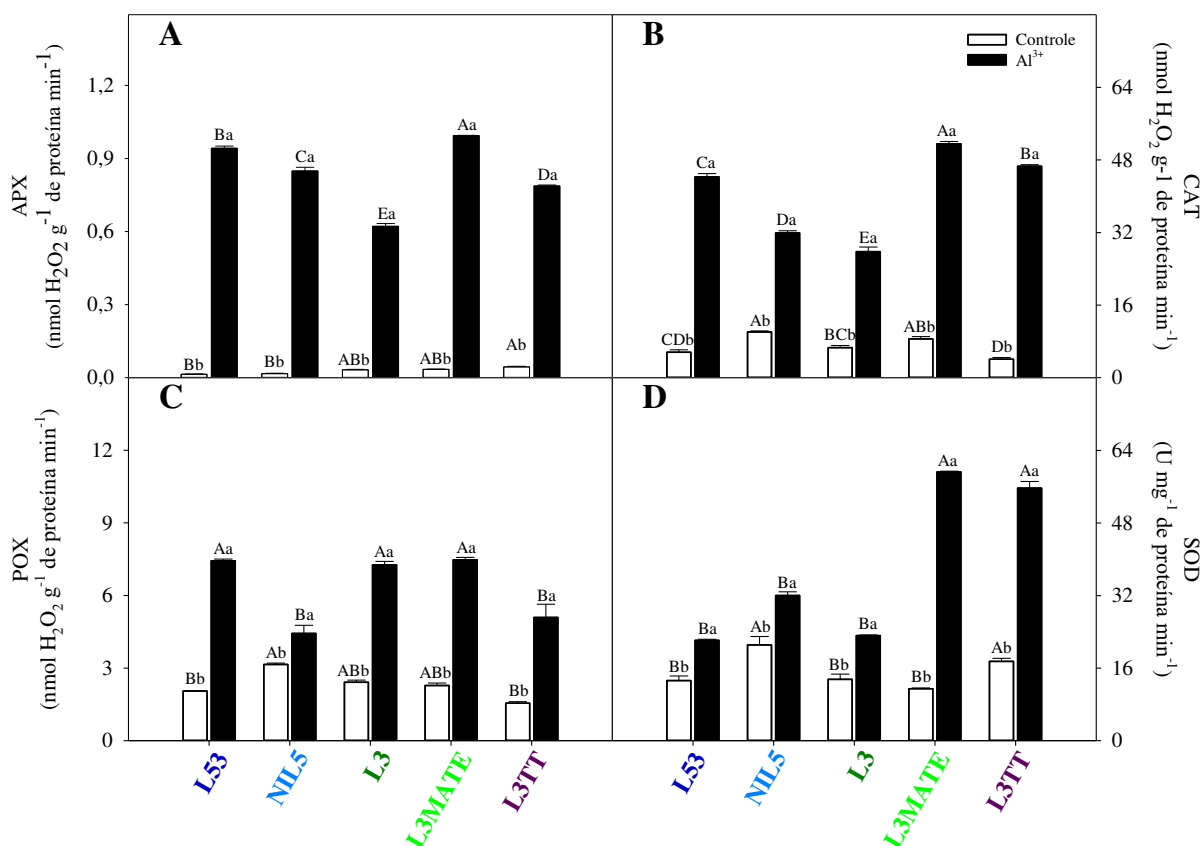 A
B
Controle
Al³⁺
APX
(nmol H₂O₂ g⁻¹ de proteína min⁻¹)
1,2
0,9
0,6
0,3
0,0
Bb
Ba
Bb
Ca
ABb
Ea
ABb
Aa
Ab
Da
CDb
Ca
Ab
Da
BCb
Ea
ABb
Aa
Db
Ba
64
48
32
16
0
CAT
(nmol H₂O₂ g-1 de proteína min⁻¹)
C
D
POX
(nmol H₂O₂ g⁻¹ de proteína min⁻¹)
12
9
6
3
0
Bb
Aa
Ab
Ba
ABb
Aa
ABb
Aa
Bb
Ba
Bb
Ba
Ab
Ba
Bb
Ba
Bb
Aa
Ab
Aa
64
48
32
16
0
SOD
(U mg⁻¹ de proteína min⁻¹)
L53
NIL5
L3
L3MATE
L3TT
L53
NIL5
L3
L3MATE
L3TT